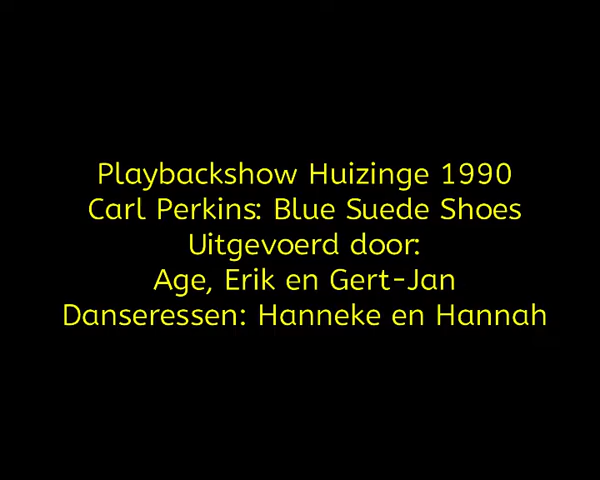 Playbackshow Huizinge 1990
Carl Perkins: Blue Suede Shoes
Uitgevoerd door:
Age, Erik en Gert-Jan
Danseressen: Hanneke en Hannah